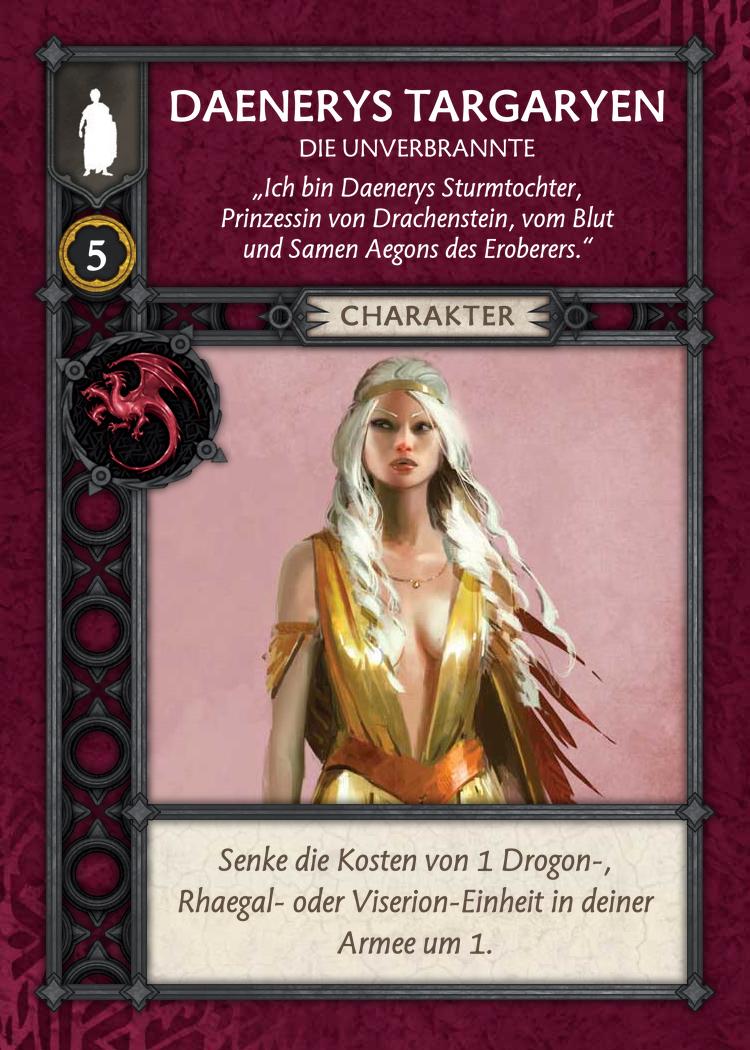 DAENERYS TARGARYEN
DIE UNVERBRANNTE
„Ich bin Daenerys Sturmtochter,
Prinzessin von Drachenstein, vom Blut
und Samen Aegons des Eroberers.“
5
CHARAKTER
Senke die Kosten von 1 Drogon-,
Rhaegal- oder Viserion-Einheit in deiner
Armee um 1.